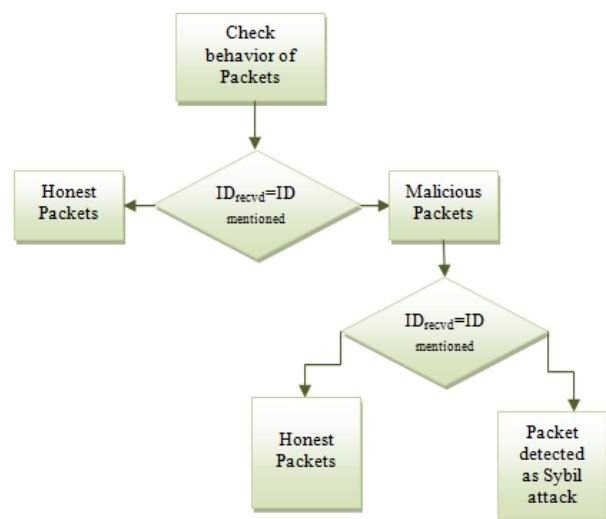 Check
behavior of
Packets
Honest
Packets
IDrecvd=ID
mentioned
Malicious
Packets
IDrecvd=ID
mentioned
Honest
Packets
Packet
detected
as Sybil
attack